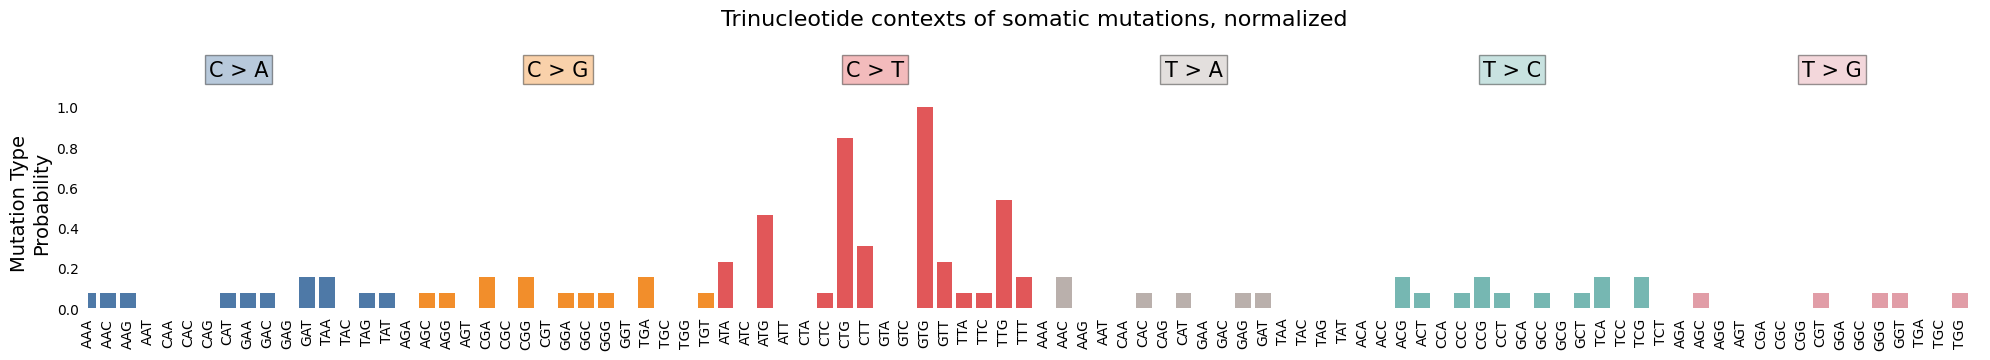 Trinucleotide contexts of somatic mutations, normalized
C > A
C > G
C > T
T > A
T > C
T > G
Mutation Type
Probability
1.0
0.8
0.6
0.4
0.2
0.0
AAA
AAC
AAG
AAT
CAA
CAC
CAG
CAT
GAA
GAC
GAG
GAT
TAA
TAC
TAG
TAT
AGA
AGC
AGG
AGT
CGA
CGC
CGG
CGT
GGA
GGC
GGG
GGT
TGA
TGC
TGG
TGT
ATA
ATC
ATG
ATT
CTA
CTC
CTG
CTT
GTA
GTC
GTG
GTT
TTA
TTC
TTG
TTT
AAA
AAC
AAG
AAT
CAA
CAC
CAG
CAT
GAA
GAC
GAG
GAT
TAA
TAC
TAG
TAT
ACA
ACC
ACG
ACT
CCA
CCC
CCG
CCT
GCA
GCC
GCG
GCT
TCA
TCC
TCG
TCT
AGA
AGC
AGG
AGT
CGA
CGC
CGG
CGT
GGA
GGC
GGG
GGT
TGA
TGC
TGG